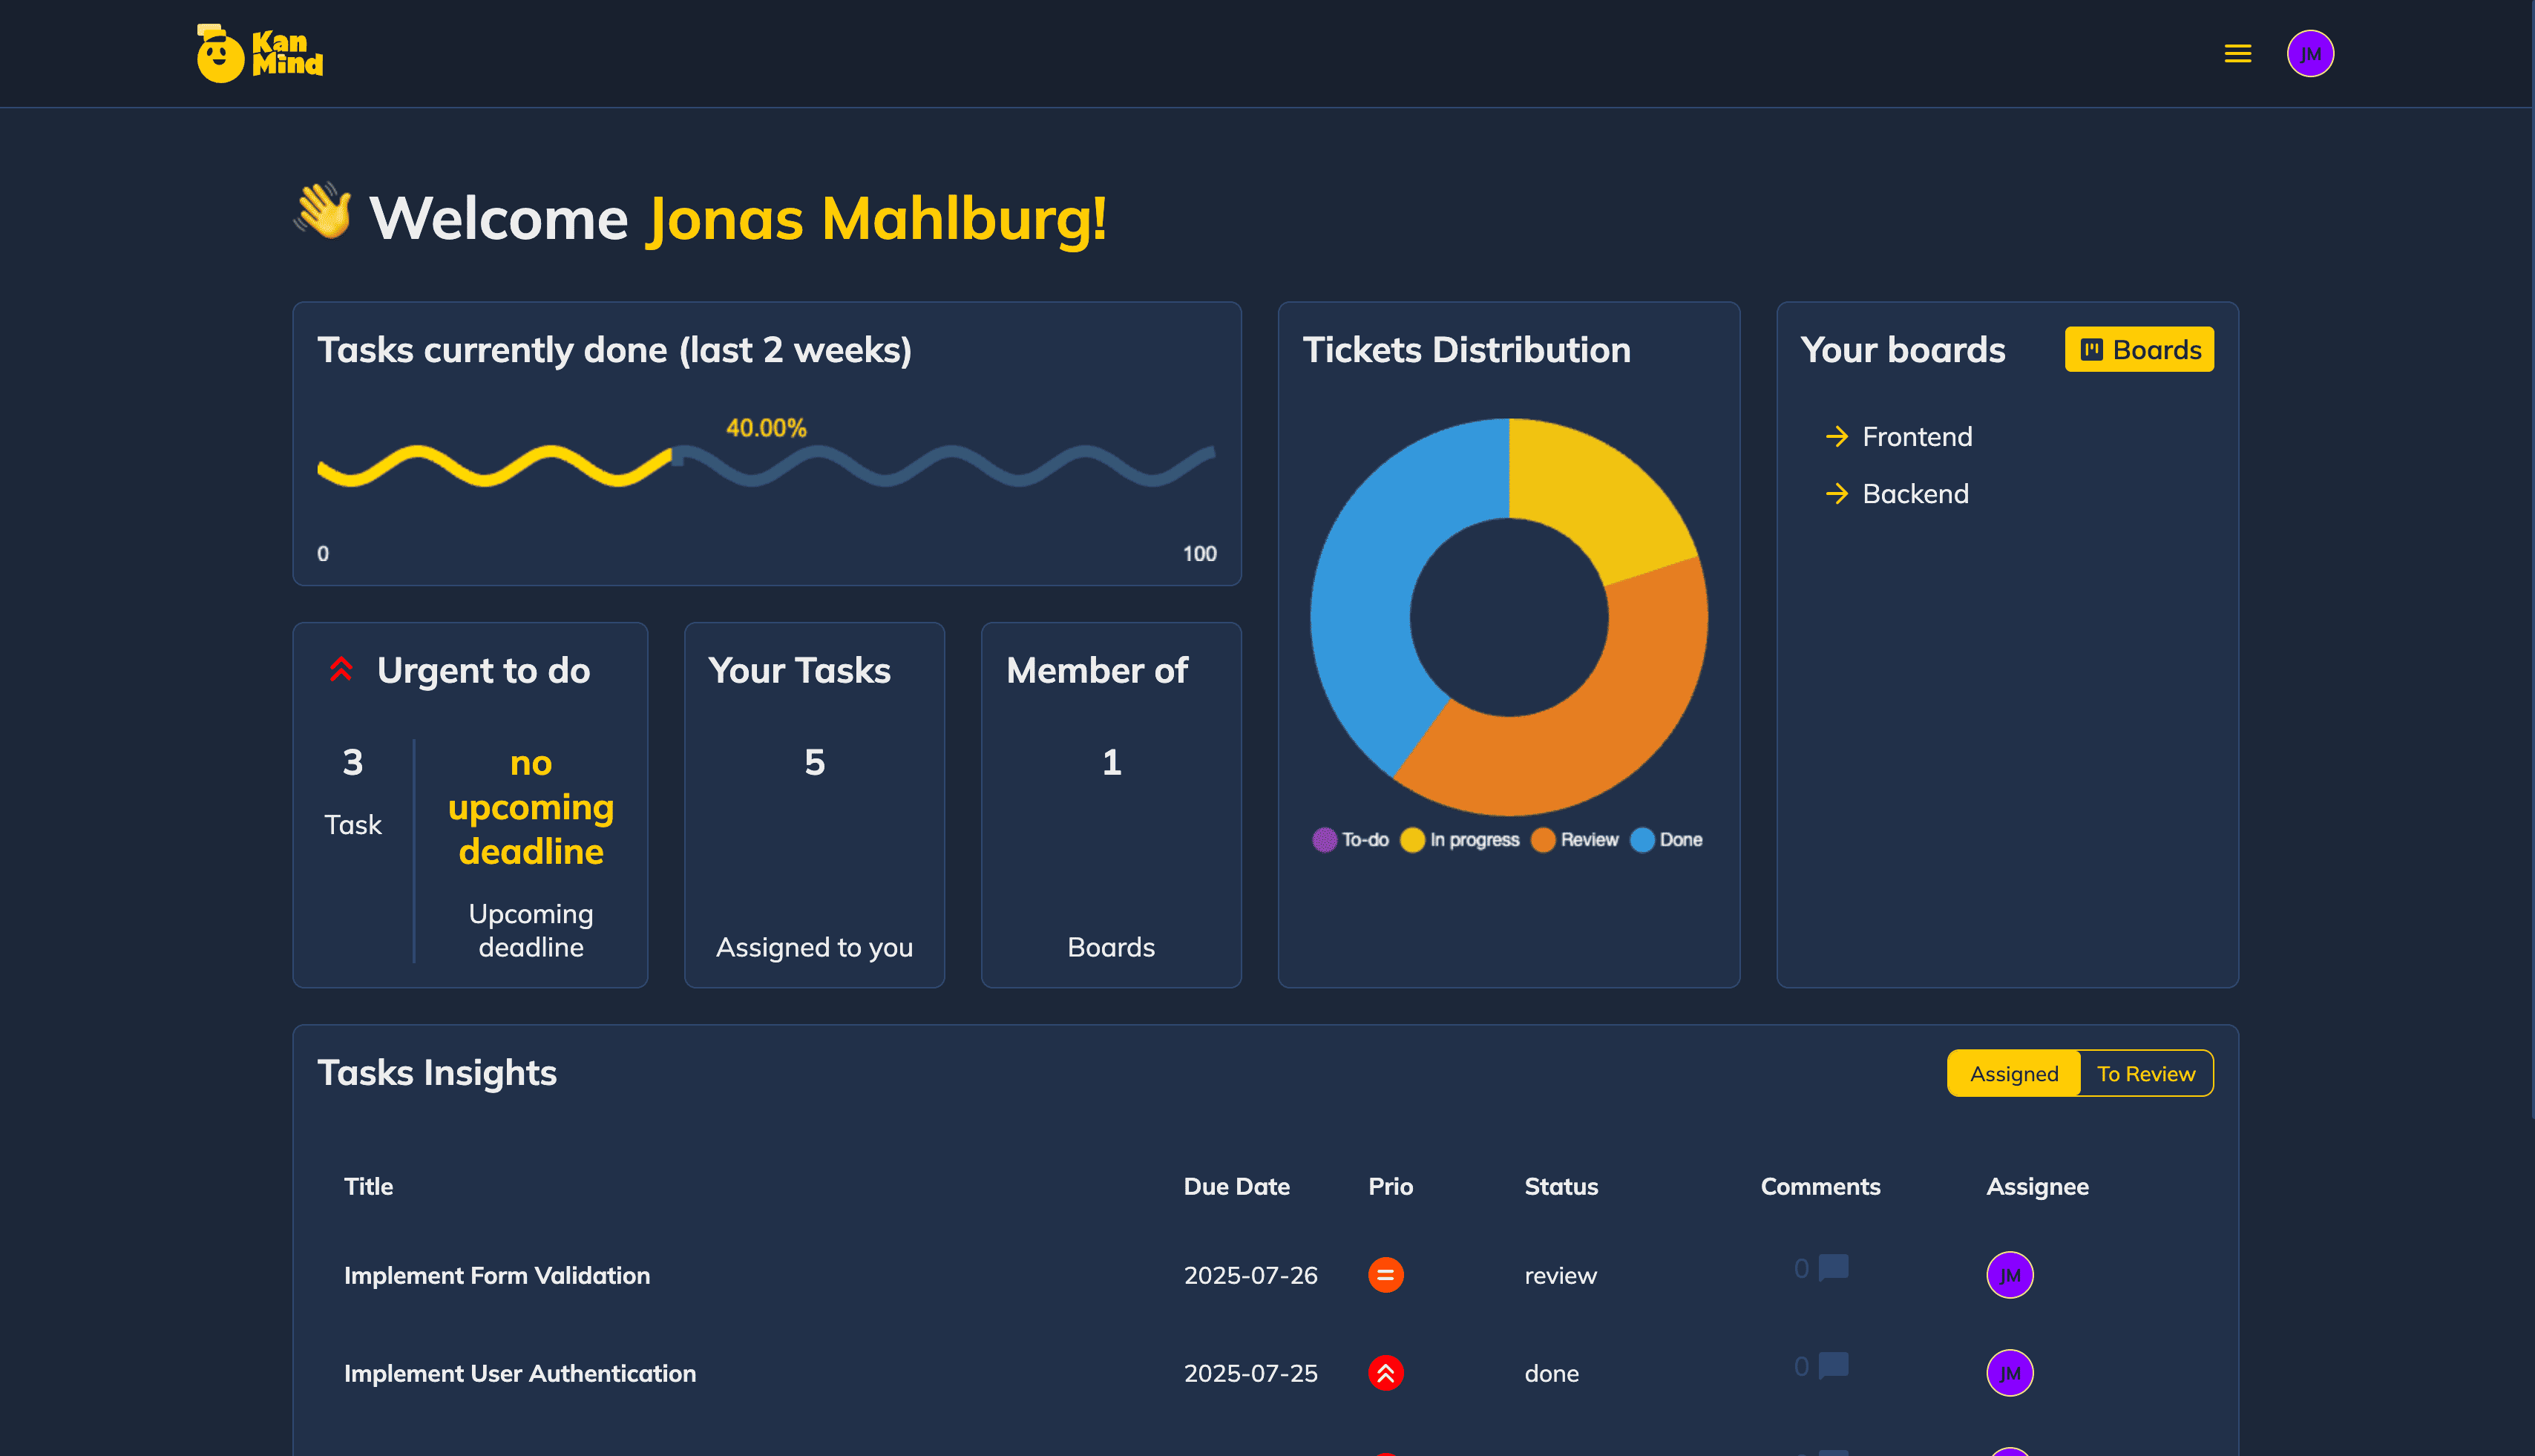 Kan
Mind
JM
Welcome Jonas Mahlburg!
Tasks currently done (last 2 weeks)
40.00%
0 100
Tickets Distribution
To-do In progress Review Done
Your boards
Boards
Frontend
Backend
Urgent to do
3
Task
no
upcoming
deadline
Upcoming
deadline
Your Tasks
5
Assigned to you
Member of
1
Boards
Tasks Insights
Assigned To Review
Title Due Date Prio Status Comments Assignee
Implement Form Validation 2025-07-26 review 0 JM
Implement User Authentication 2025-07-25 done 0 JM